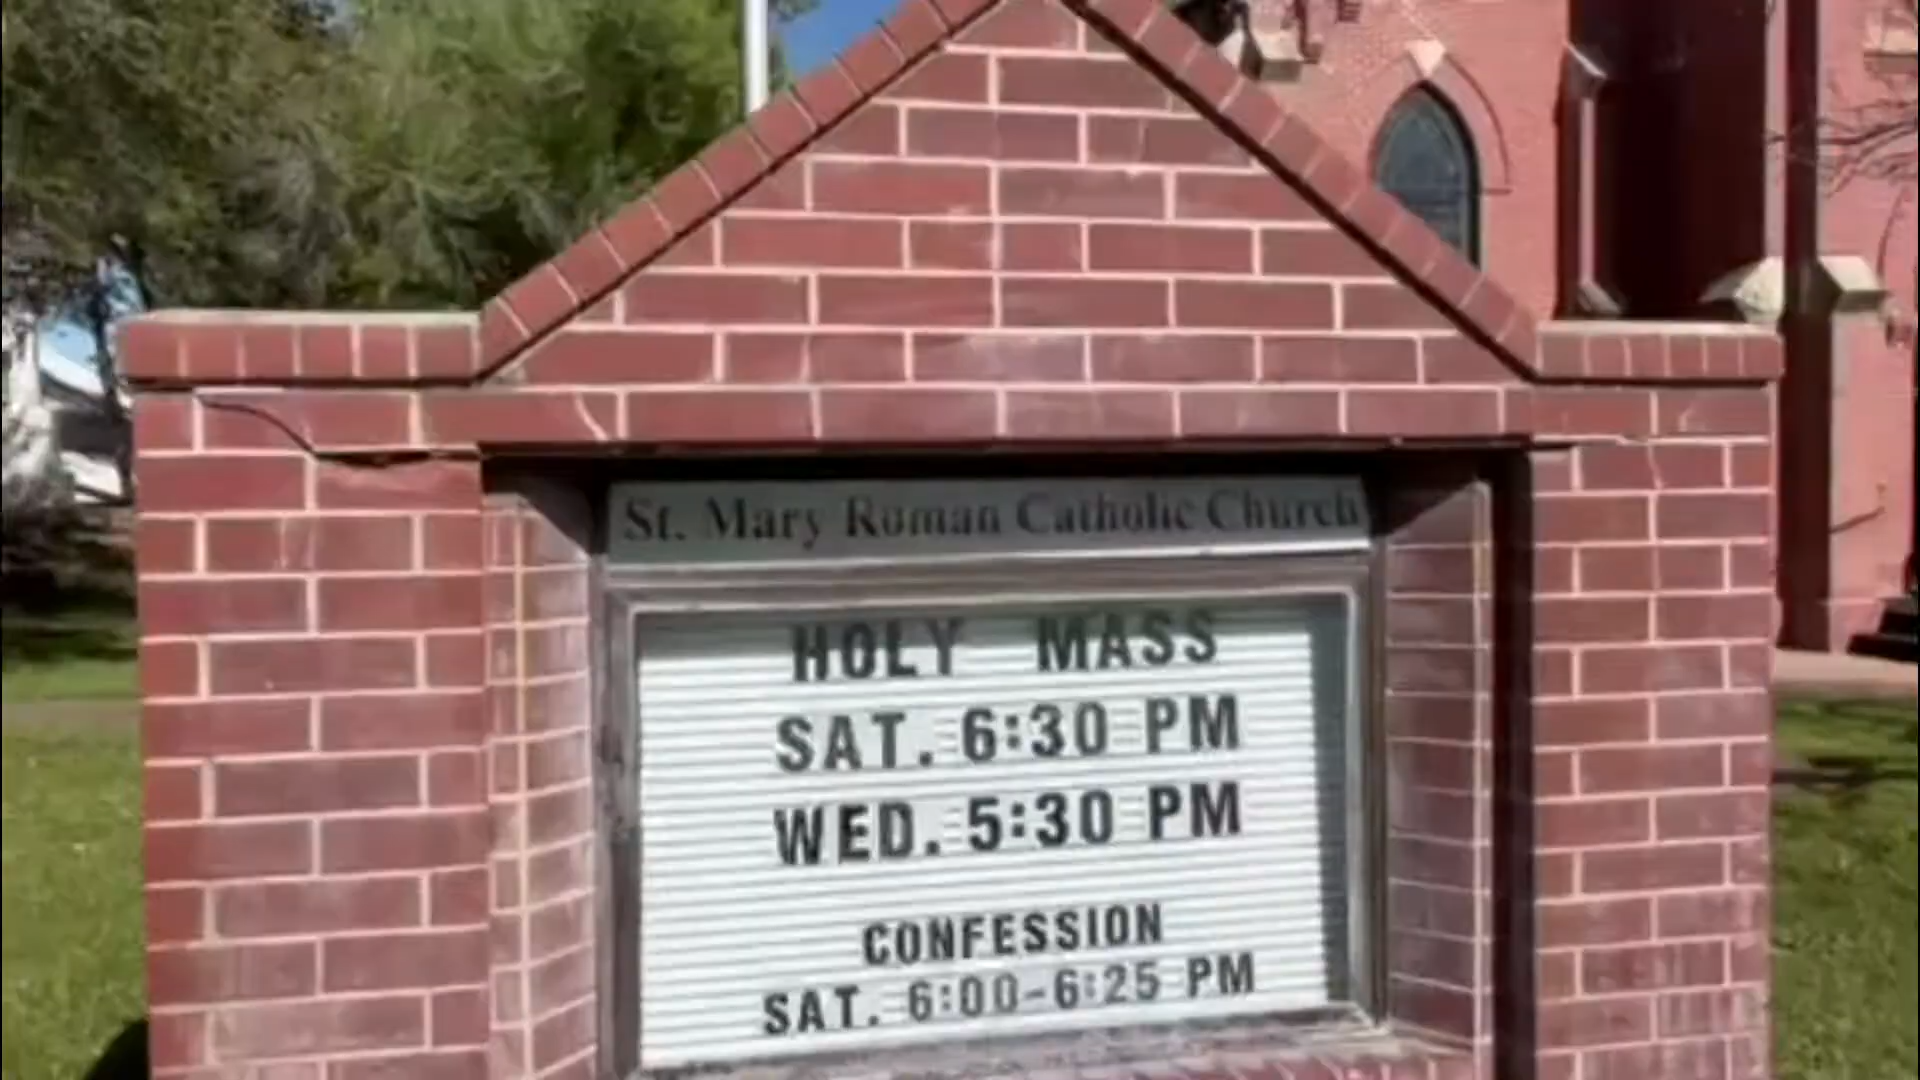 St. Mary Roman Catholic Church
HOLY MASS
SAT. 6:30 PM
WED. 5:30 PM
CONFESSION
SAT. 6:00-6:25 PM